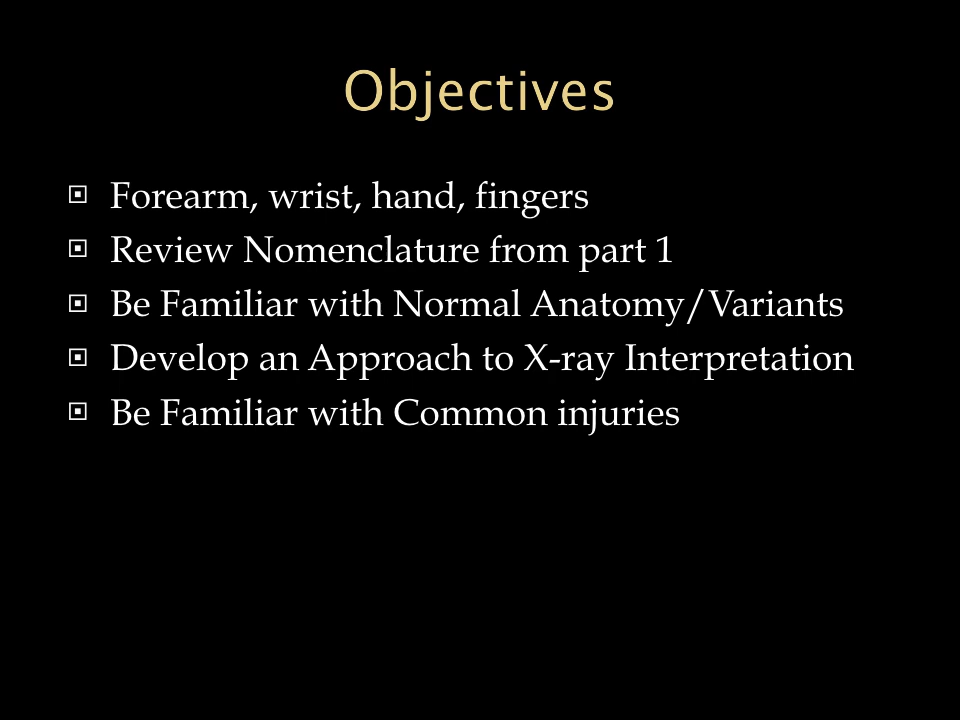 Objectives
Forearm, wrist, hand, fingers
Review Nomenclature from part 1
Be Familiar with Normal Anatomy/Variants
Develop an Approach to X-ray Interpretation
Be Familiar with Common injuries